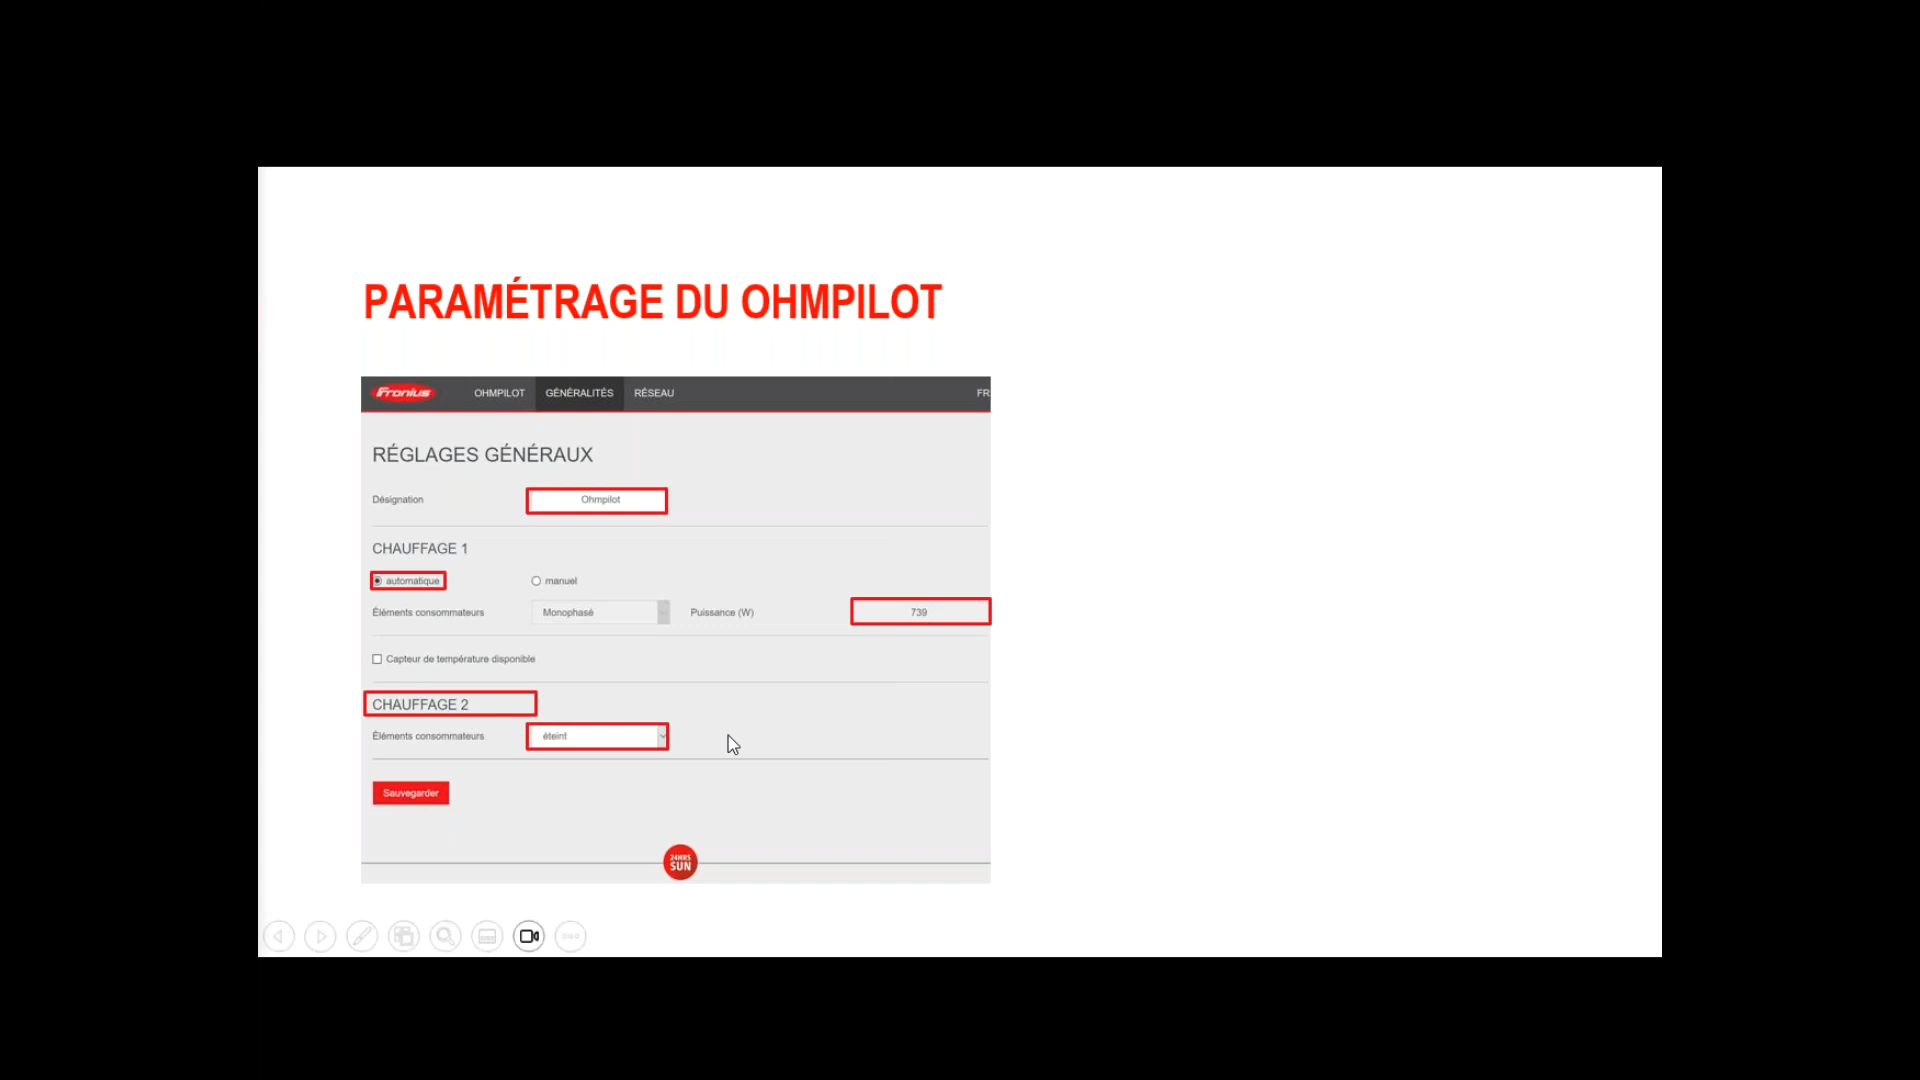 PARAMÉTRAGE DU OHMPILOT
Fronius OHMPILOT GÉNÉRALITÉS RÉSEAU FR
RÉGLAGES GÉNÉRAUX
Désignation Ohmpilot
CHAUFFAGE 1
automatique manuel
Éléments consommateurs Monophasé Puissance (W) 739
Capteur de température disponible
CHAUFFAGE 2
Éléments consommateurs éteint
Sauvegarder
24HRS
SUN